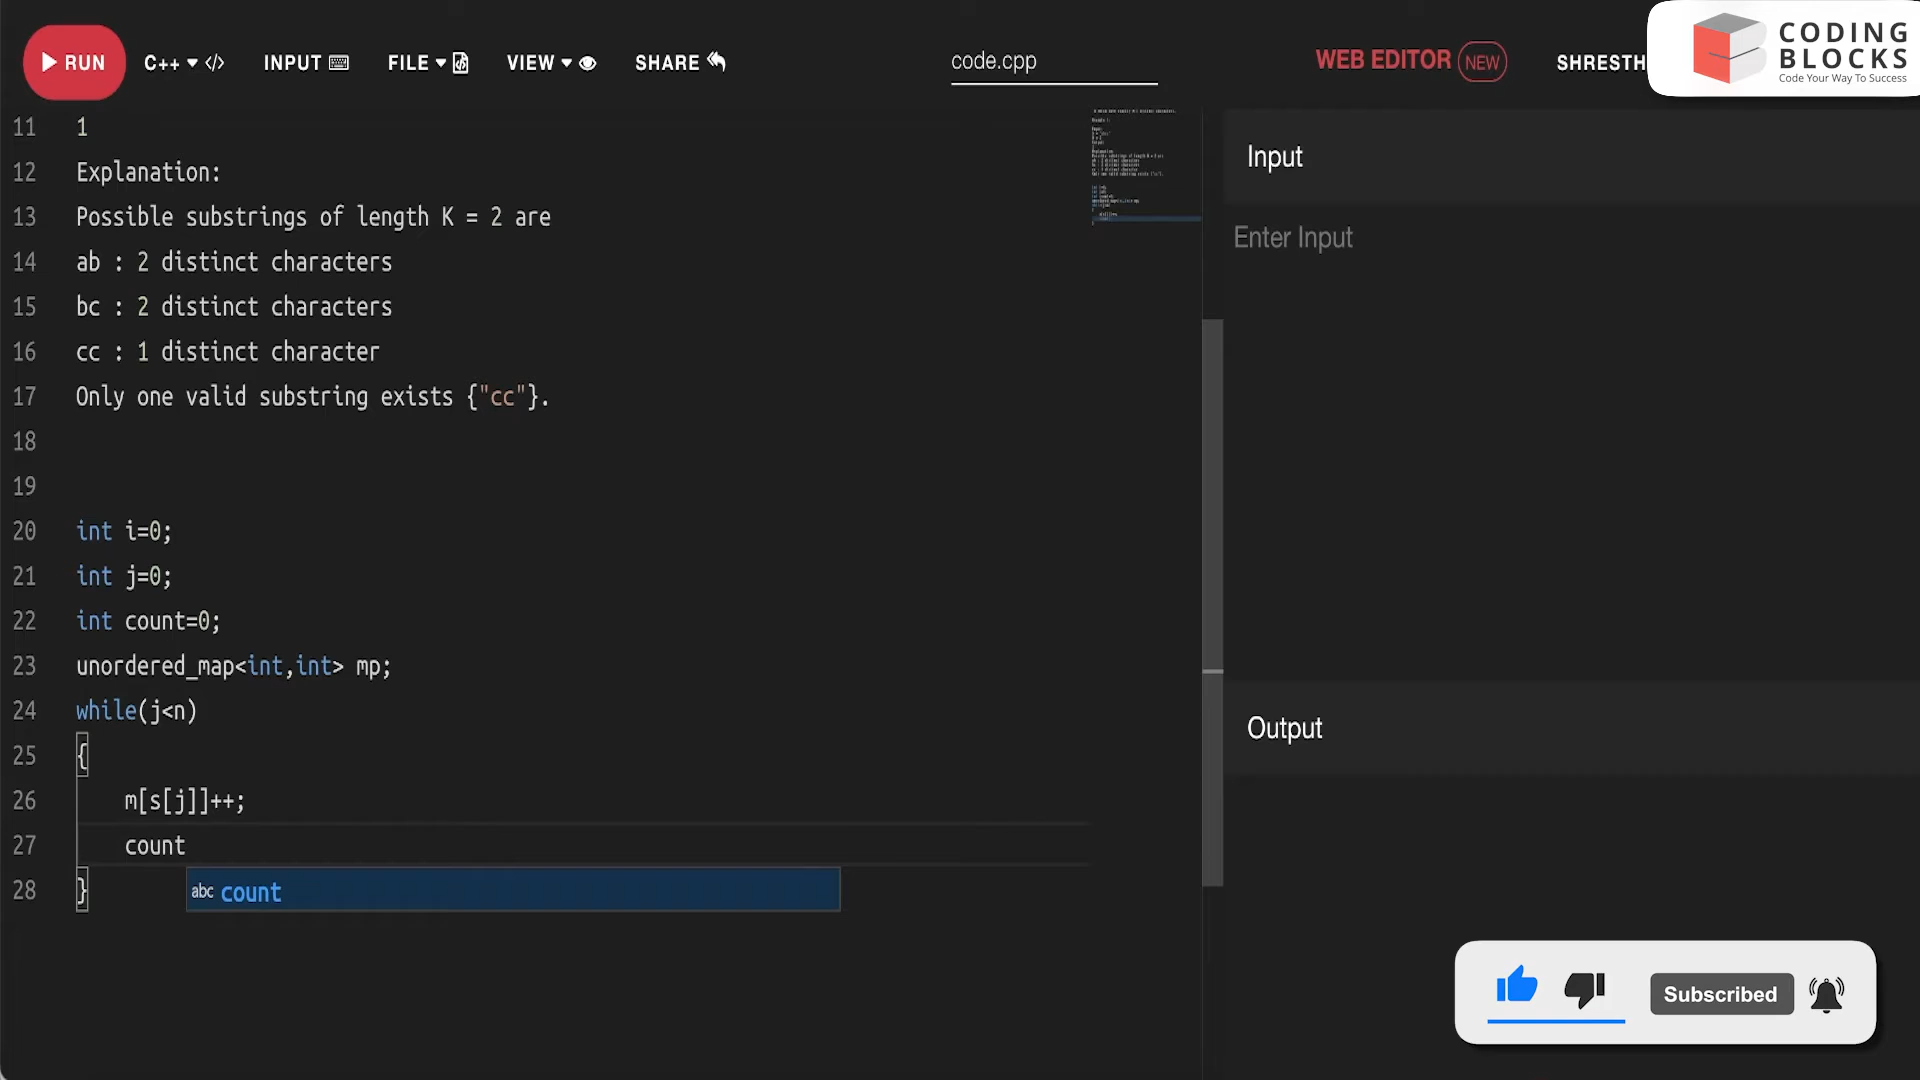 RUN C++ INPUT FILE VIEW SHARE code.cpp WEB EDITOR NEW SHRESTH
CODING
BLOCKS
Code Your Way To Success
11 1
12 Explanation:
13 Possible substrings of length K = 2 are
14 ab : 2 distinct characters
15 bc : 2 distinct characters
16 cc : 1 distinct character
17 Only one valid substring exists {"cc"}.
18
19
20 int i=0;
21 int j=0;
22 int count=0;
23 unordered_map<int,int> mp;
24 while(j<n)
25 {
26 m[s[j]]++;
27 count
28 }
abc count
Input
Enter Input
Output
Subscribed